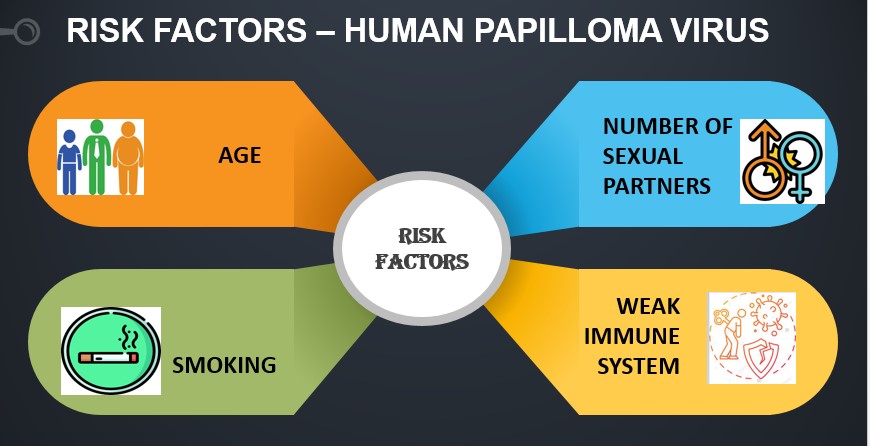 RISK FACTORS – HUMAN PAPILLOMA VIRUS
AGE
NUMBER OF
SEXUAL
PARTNERS
RISK
FACTORS
SMOKING
WEAK
IMMUNE
SYSTEM